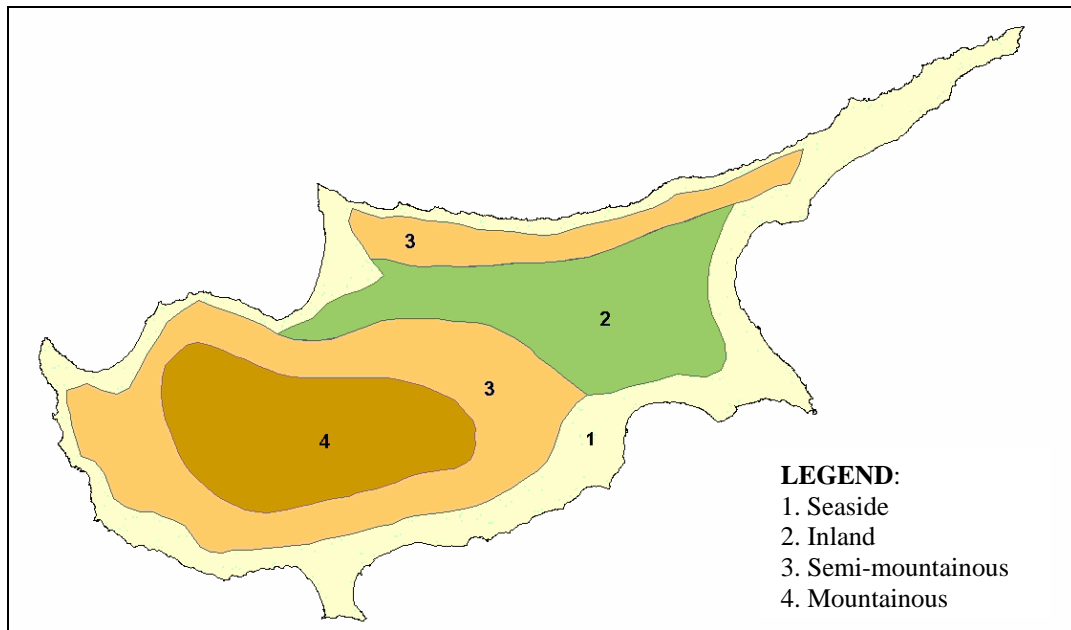 3
2
3
4
1
LEGEND:
1. Seaside
2. Inland
3. Semi-mountainous
4. Mountainous